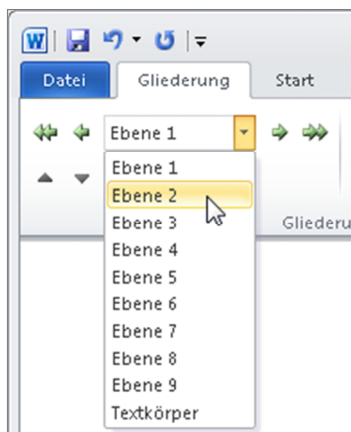 W
Datei Gliederung Start
Ebene 1
Ebene 1
Ebene 2
Ebene 3
Gliederu
Ebene 4
Ebene 5
Ebene 6
Ebene 7
Ebene 8
Ebene 9
Textkörper